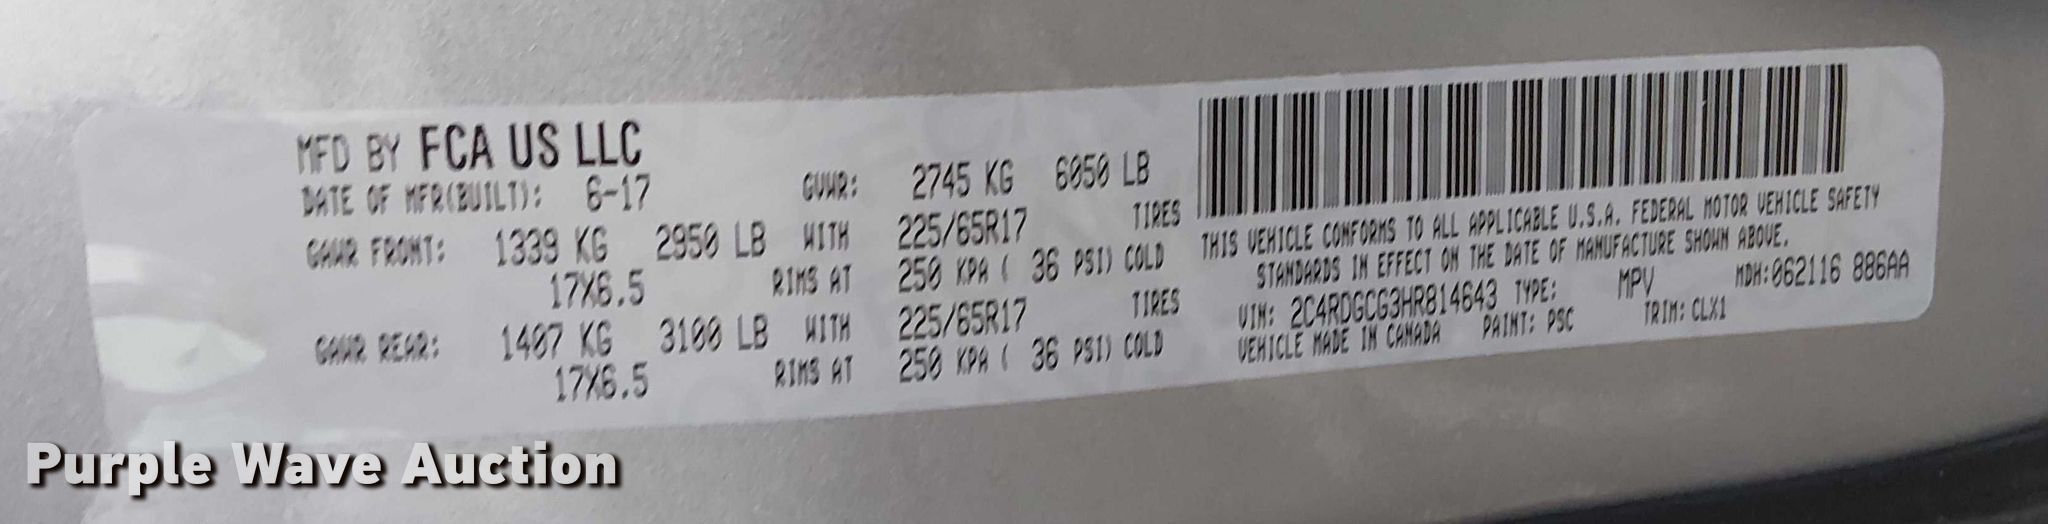 MFD BY FCA US LLC
DATE OF MFR(BUILT): 6-17 GVWR: 2745 KG 6050 LB
GAWR FRONT: 1339 KG 2950 LB WITH 225/65R17 TIRES
17X6.5 RIMS AT 250 KPA ( 36 PSI) COLD
GAWR REAR: 1407 KG 3100 LB WITH 225/65R17 TIRES
17X6.5 RIMS AT 250 KPA ( 36 PSI) COLD
THIS VEHICLE CONFORMS TO ALL APPLICABLE U.S.A. FEDERAL MOTOR VEHICLE SAFETY
STANDARDS IN EFFECT ON THE DATE OF MANUFACTURE SHOWN ABOVE.
VIN: 2C4RDGCG3HR814643 TYPE: MPV MDH:062116 886AA
VEHICLE MADE IN CANADA PAINT: PSC TRIM: CLX1
Purple Wave Auction